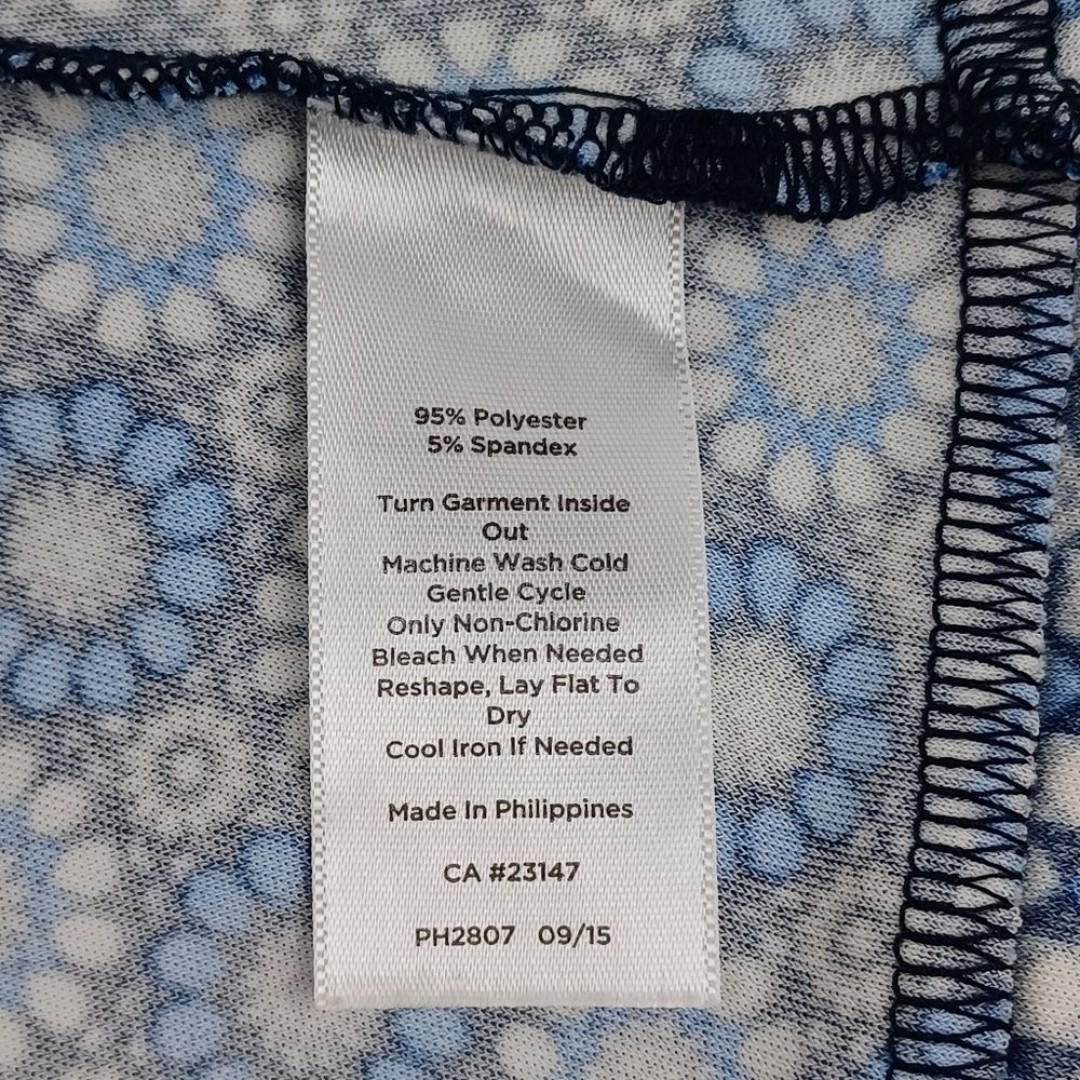 95% Polyester
5% Spandex
Turn Garment Inside
Out
Machine Wash Cold
Gentle Cycle
Only Non-Chlorine
Bleach When Needed
Reshape, Lay Flat To
Dry
Cool Iron If Needed
Made In Philippines
CA #23147
PH2807 09/15